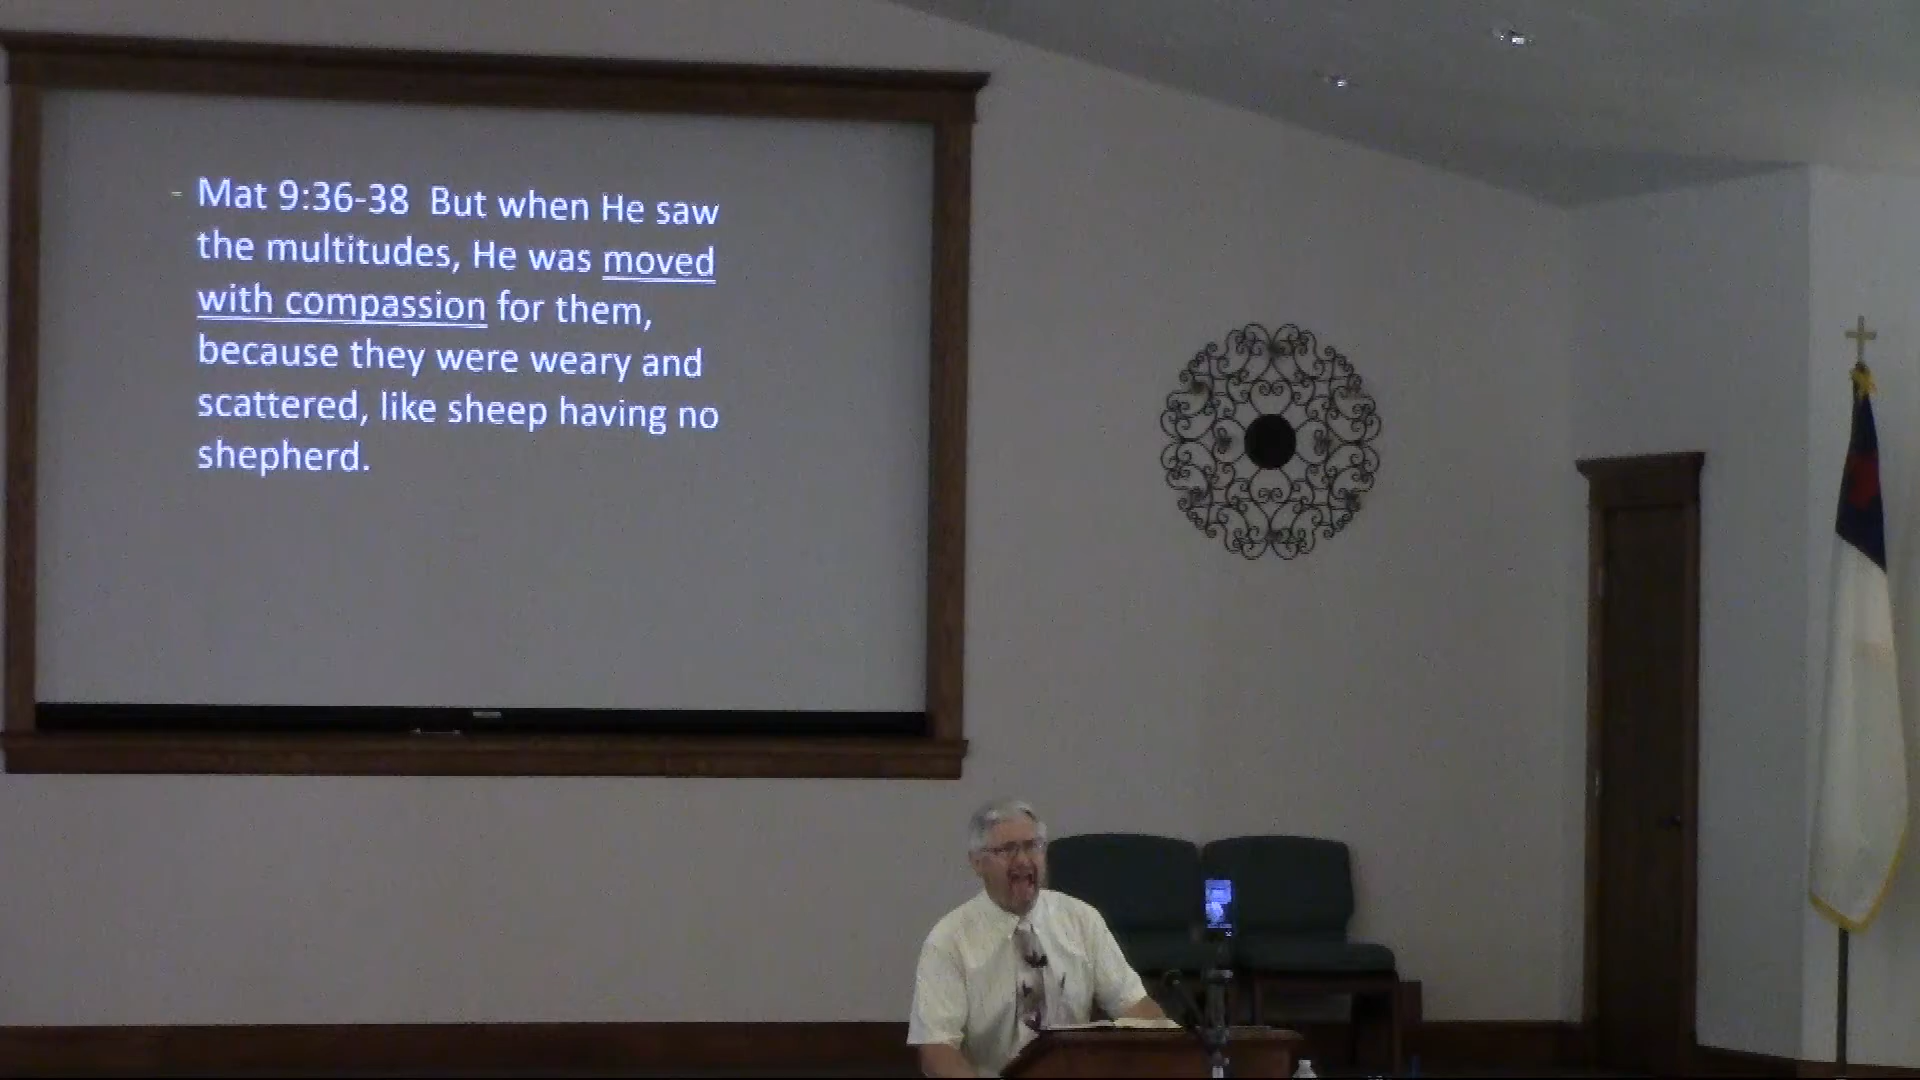 - Mat 9:36-38 But when He saw
the multitudes, He was moved
with compassion for them,
because they were weary and
scattered, like sheep having no
shepherd.